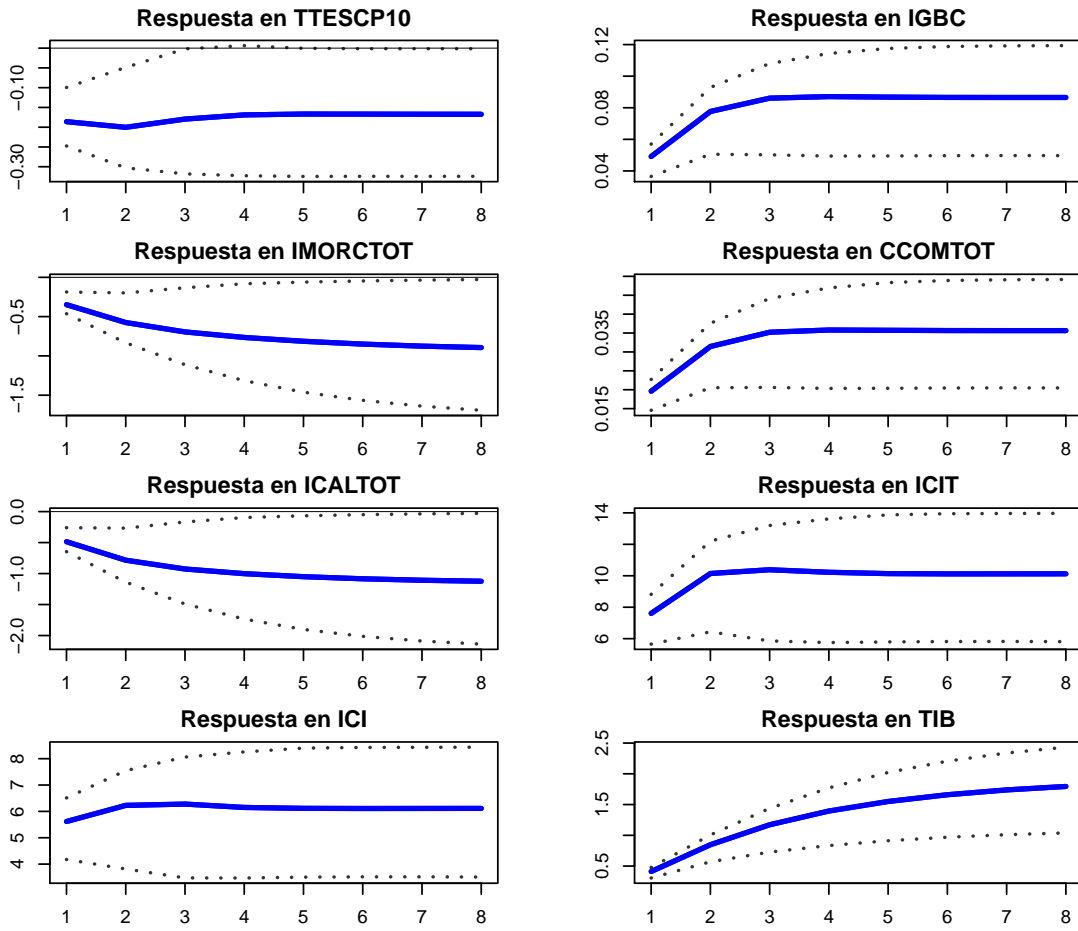 Respuesta en TTESCP10
−0.10
−0.30
1 2 3 4 5 6 7 8
Respuesta en IGBC
0.12
0.08
0.04
1 2 3 4 5 6 7 8
Respuesta en IMORCTOT
−0.5
−1.5
1 2 3 4 5 6 7 8
Respuesta en CCOMTOT
0.035
0.015
1 2 3 4 5 6 7 8
Respuesta en ICALTOT
0.0
−1.0
−2.0
1 2 3 4 5 6 7 8
Respuesta en ICIT
14
10
8
6
1 2 3 4 5 6 7 8
Respuesta en ICI
8
7
6
5
4
1 2 3 4 5 6 7 8
Respuesta en TIB
2.5
1.5
0.5
1 2 3 4 5 6 7 8